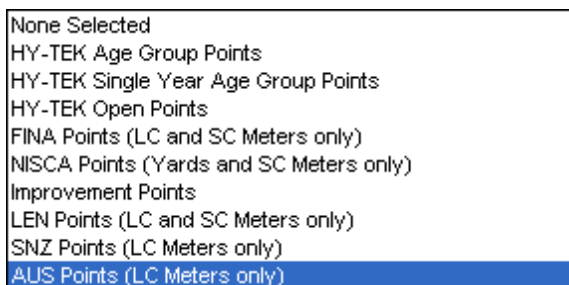 None Selected
HY-TEK Age Group Points
HY-TEK Single Year Age Group Points
HY-TEK Open Points
FINA Points (LC and SC Meters only)
NISCA Points (Yards and SC Meters only)
Improvement Points
LEN Points (LC and SC Meters only)
SNZ Points (LC Meters only)
AUS Points (LC Meters only)